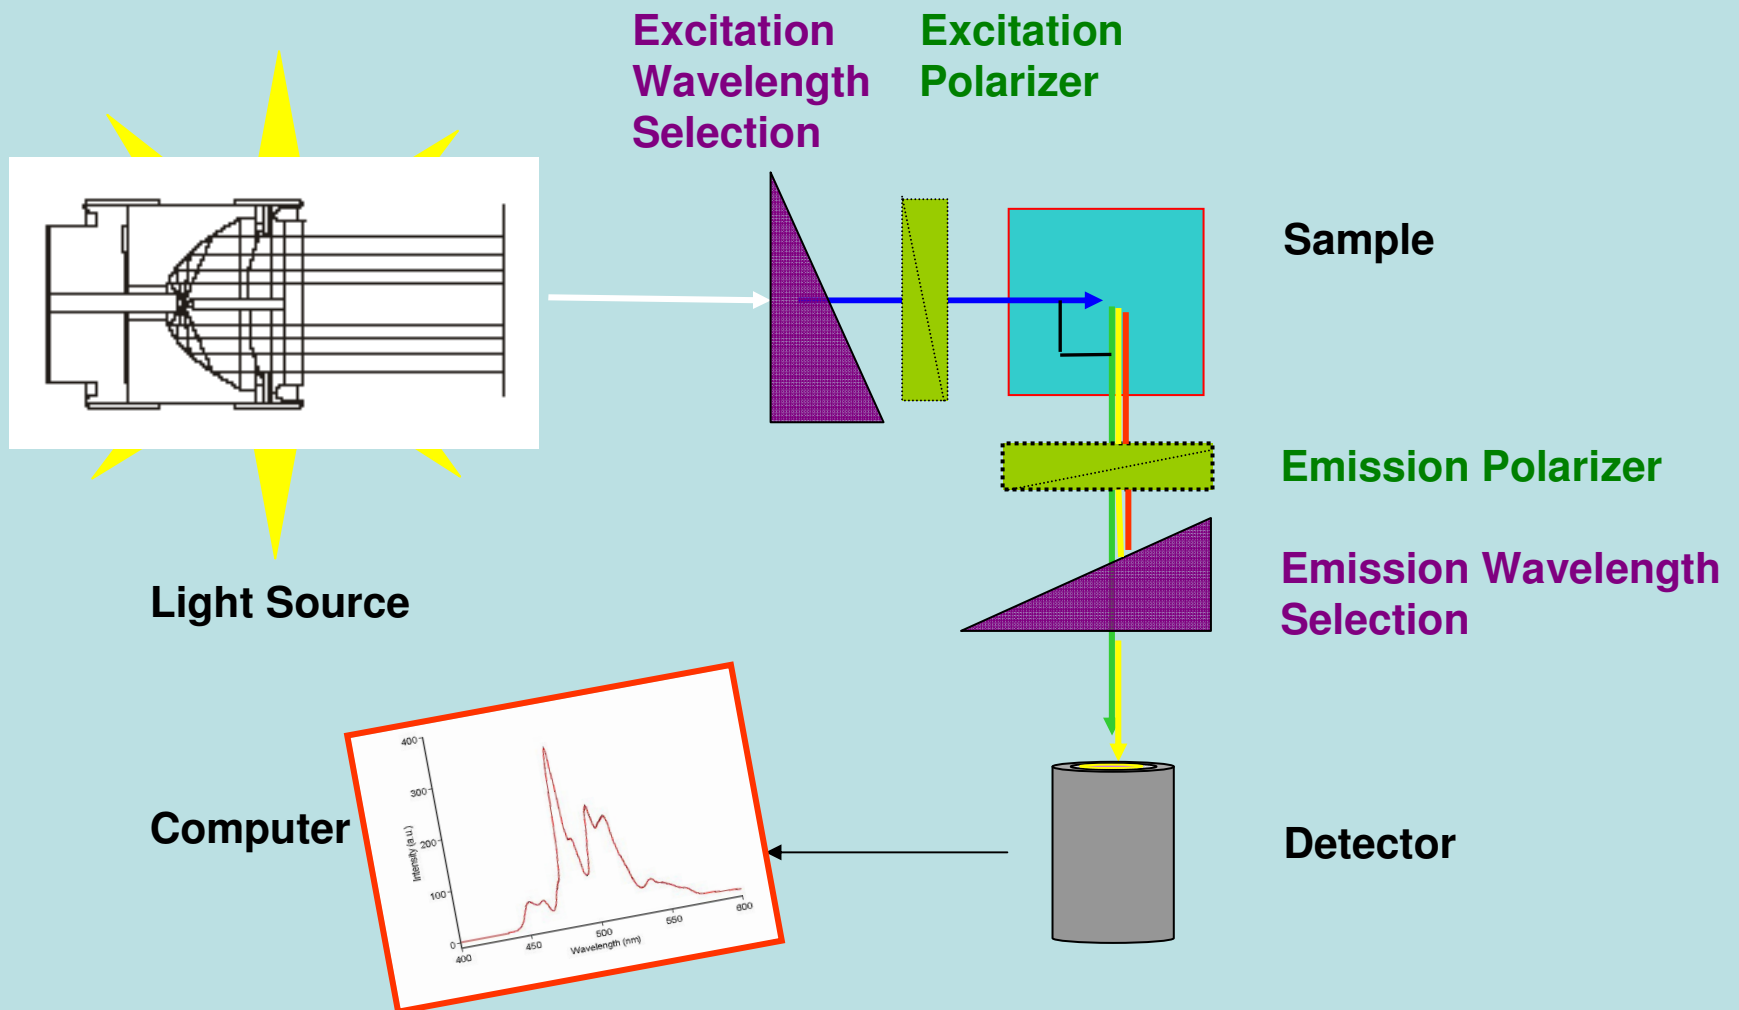 Excitation
Wavelength
Selection
Excitation
Polarizer
Sample
Emission Polarizer
Emission Wavelength
Selection
Light Source
Computer
Detector
400
300
200
100
0
Intensity (a.u.)
400
450
500
550
600
Wavelength (nm)